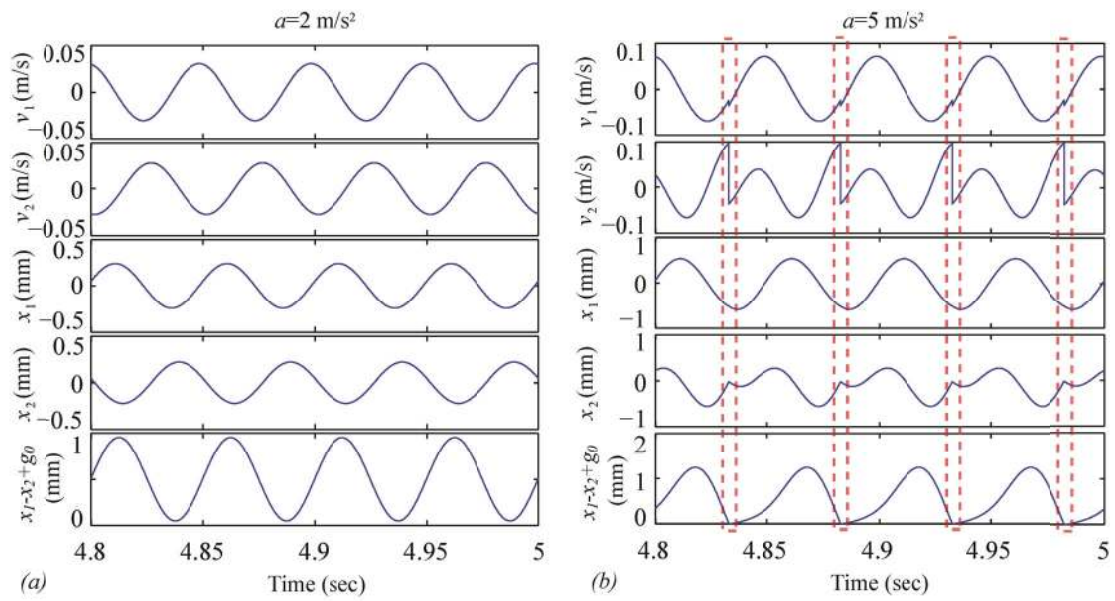 a=2 m/s²
0.05
0
−0.05
v₁ (m/s)
0.05
0
−0.05
v₂ (m/s)
0.5
0
−0.5
x₁ (mm)
0.5
0
−0.5
x₂ (mm)
1
0
x₁-x₂+g₀
(mm)
4.8 4.85 4.9 4.95 5
(a) Time (sec)
a=5 m/s²
0.1
0
−0.1
v₁ (m/s)
0.1
0
−0.1
v₂ (m/s)
1
0
−1
x₁ (mm)
1
0
−1
x₂ (mm)
2
1
0
x₁-x₂+g₀
(mm)
4.8 4.85 4.9 4.95 5
(b) Time (sec)